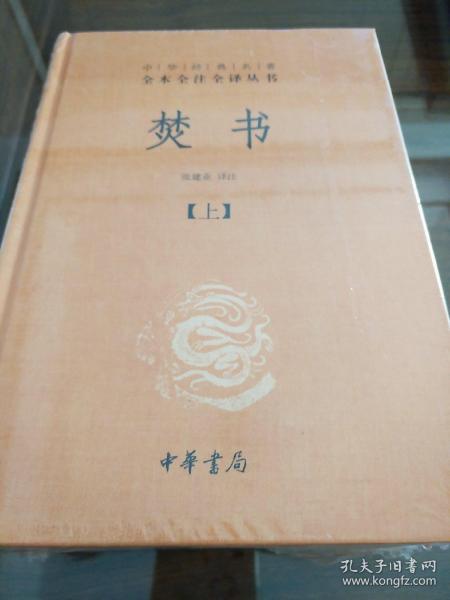 中华经典名著
全本全注全译丛书
焚书
张建业 译注
【上】
中華書局
孔夫子旧书网
www.kongfz.com